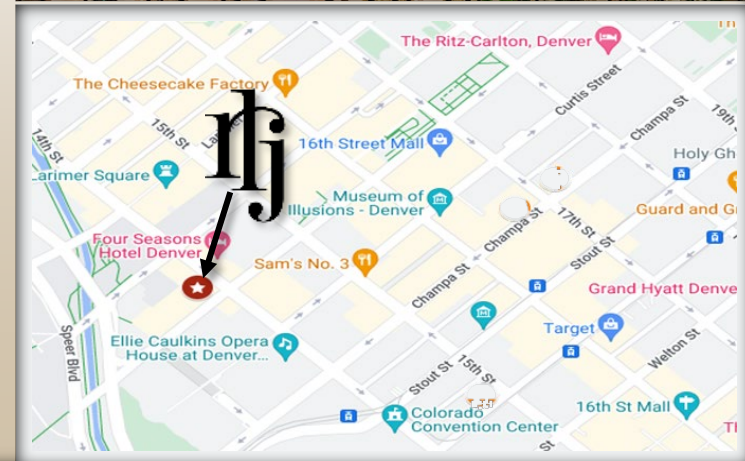 The Ritz-Carlton, Denver
The Cheesecake Factory
Curtis Street
Champa St
19th
14th St
15th St
16th Street Mall
Holy Gh
Larimer Square
Museum of
Illusions - Denver
Champa St
17th St
Guard and G
Four Seasons
Hotel Denver
Sam's No. 3
Champa St
Stout St
Grand Hyatt Denve
Speer Blvd
Ellie Caulkins Opera
House at Denver...
Target
Welton St
Stout St
15th St
16th St Mall
Colorado
Convention Center
St